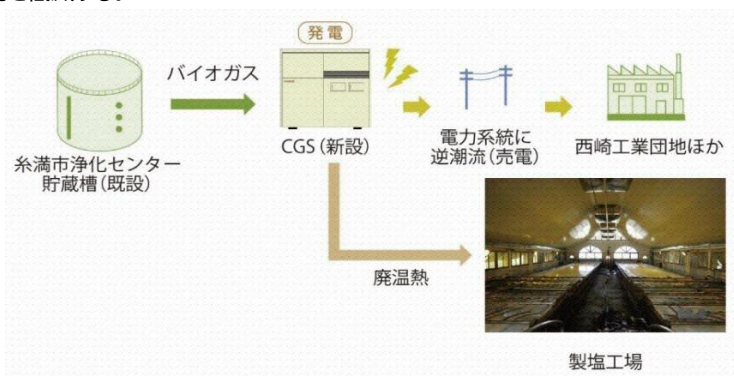 発電
バイオガス
糸満市浄化センター
貯蔵槽(既設)
CGS(新設)
電力系統に
逆潮流(売電)
西崎工業団地ほか
廃温熱
製塩工場